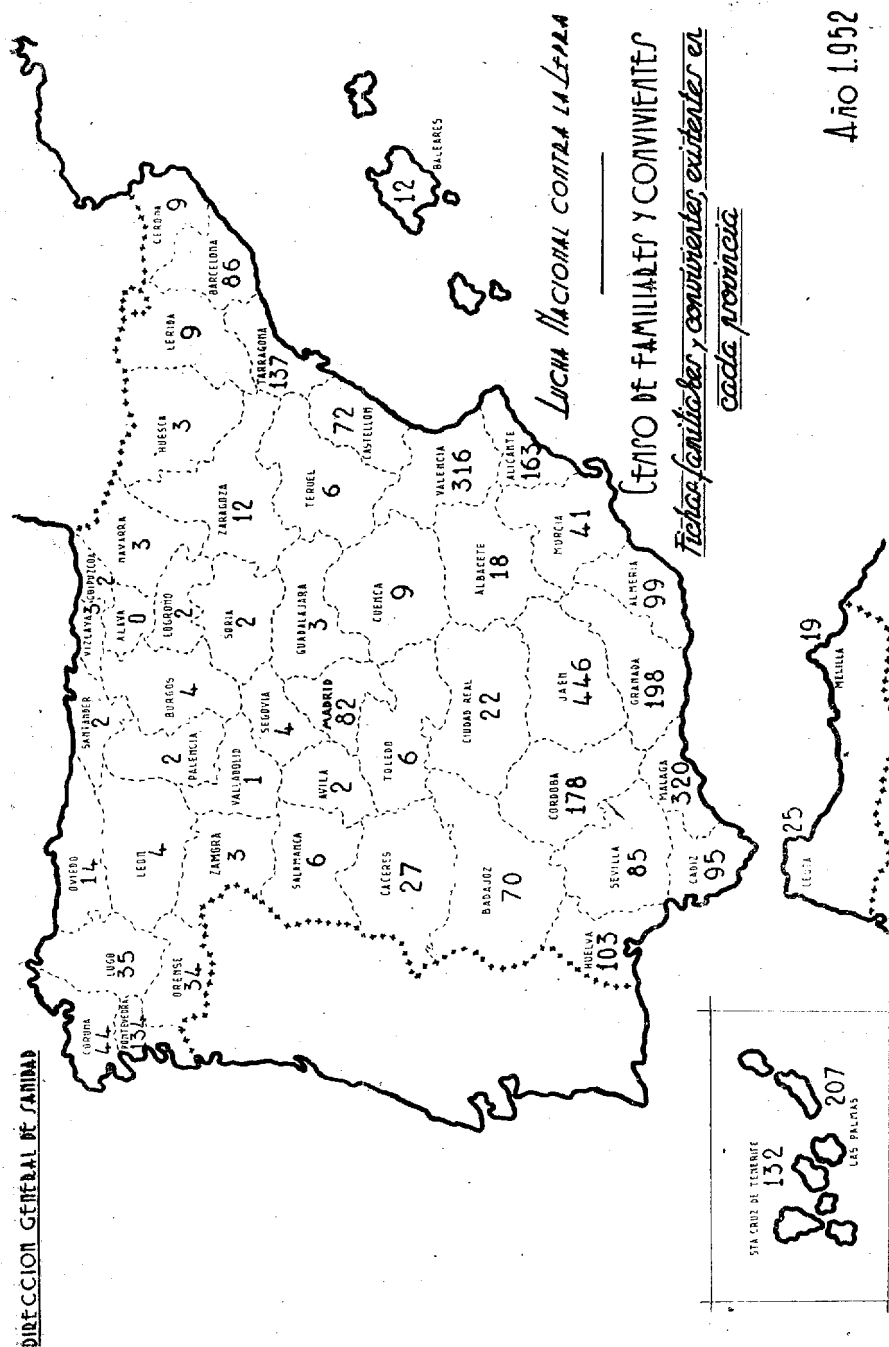 DIRECCION GENERAL DE SANIDAD
CORUÑA
44
LUGO
35
PONTEVEDRA
134
ORENSE
34
OVIEDO
14
SANTANDER
2
VIZCAYA
3
GUIPUZCOA
2
ALAVA
0
NAVARRA
3
LEON
4
PALENCIA
2
BURGOS
4
LOGROÑO
2
HUESCA
3
LERIDA
9
GERONA
9
BARCELONA
86
TARRAGONA
137
ZAMORA
3
VALLADOLID
1
SORIA
2
ZARAGOZA
12
SALAMANCA
6
AVILA
2
SEGOVIA
4
GUADALAJARA
3
TERUEL
6
CASTELLON
72
MADRID
82
CACERES
27
TOLEDO
6
CUENCA
9
VALENCIA
316
BALEARES
12
BADAJOZ
70
CIUDAD REAL
22
ALBACETE
18
ALICANTE
163
HUELVA
103
SEVILLA
85
CORDOBA
178
JAEN
446
MURCIA
41
CADIZ
95
MALAGA
320
GRANADA
198
ALMERIA
99
CEUTA
25
MELILLA
19
STA CRUZ DE TENERIFE
132
LAS PALMAS
207
LUCHA NACIONAL CONTRA LA LEPRA
CENSO DE FAMILIARES Y CONVIVIENTES
Fichas familiares y convivientes, existentes en
cada provincia
Año 1.952